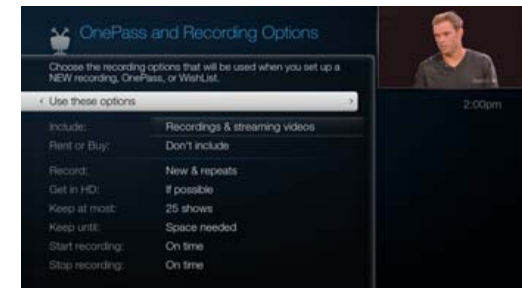 OnePass and Recording Options
Choose the recording options that will be used when you set up a
NEW recording, OnePass, or WishList.
Use these options
2:00pm
Include: Recordings & streaming videos
Rent or Buy: Don't include
Record: New & repeats
Get in HD: If possible
Keep at most: 25 shows
Keep until: Space needed
Start recording: On time
Stop recording: On time